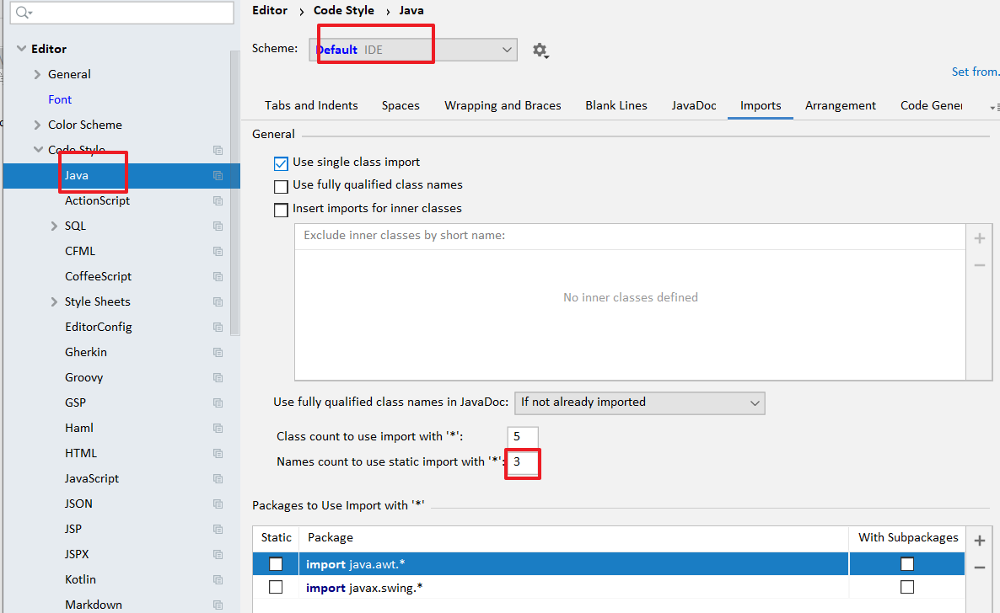 Editor › Code Style › Java
Scheme: Default IDE
Set from.
Editor
General
Font
Color Scheme
Code Style
Java
ActionScript
SQL
CFML
CoffeeScript
Style Sheets
EditorConfig
Gherkin
Groovy
GSP
Haml
HTML
JavaScript
JSON
JSP
JSPX
Kotlin
Markdown
Tabs and Indents Spaces Wrapping and Braces Blank Lines JavaDoc Imports Arrangement Code Gener
General
Use single class import
Use fully qualified class names
Insert imports for inner classes
Exclude inner classes by short name:
No inner classes defined
Use fully qualified class names in JavaDoc: If not already imported
Class count to use import with '*': 5
Names count to use static import with '*': 3
Packages to Use Import with '*'
Static Package With Subpackages
import java.awt.*
import javax.swing.*